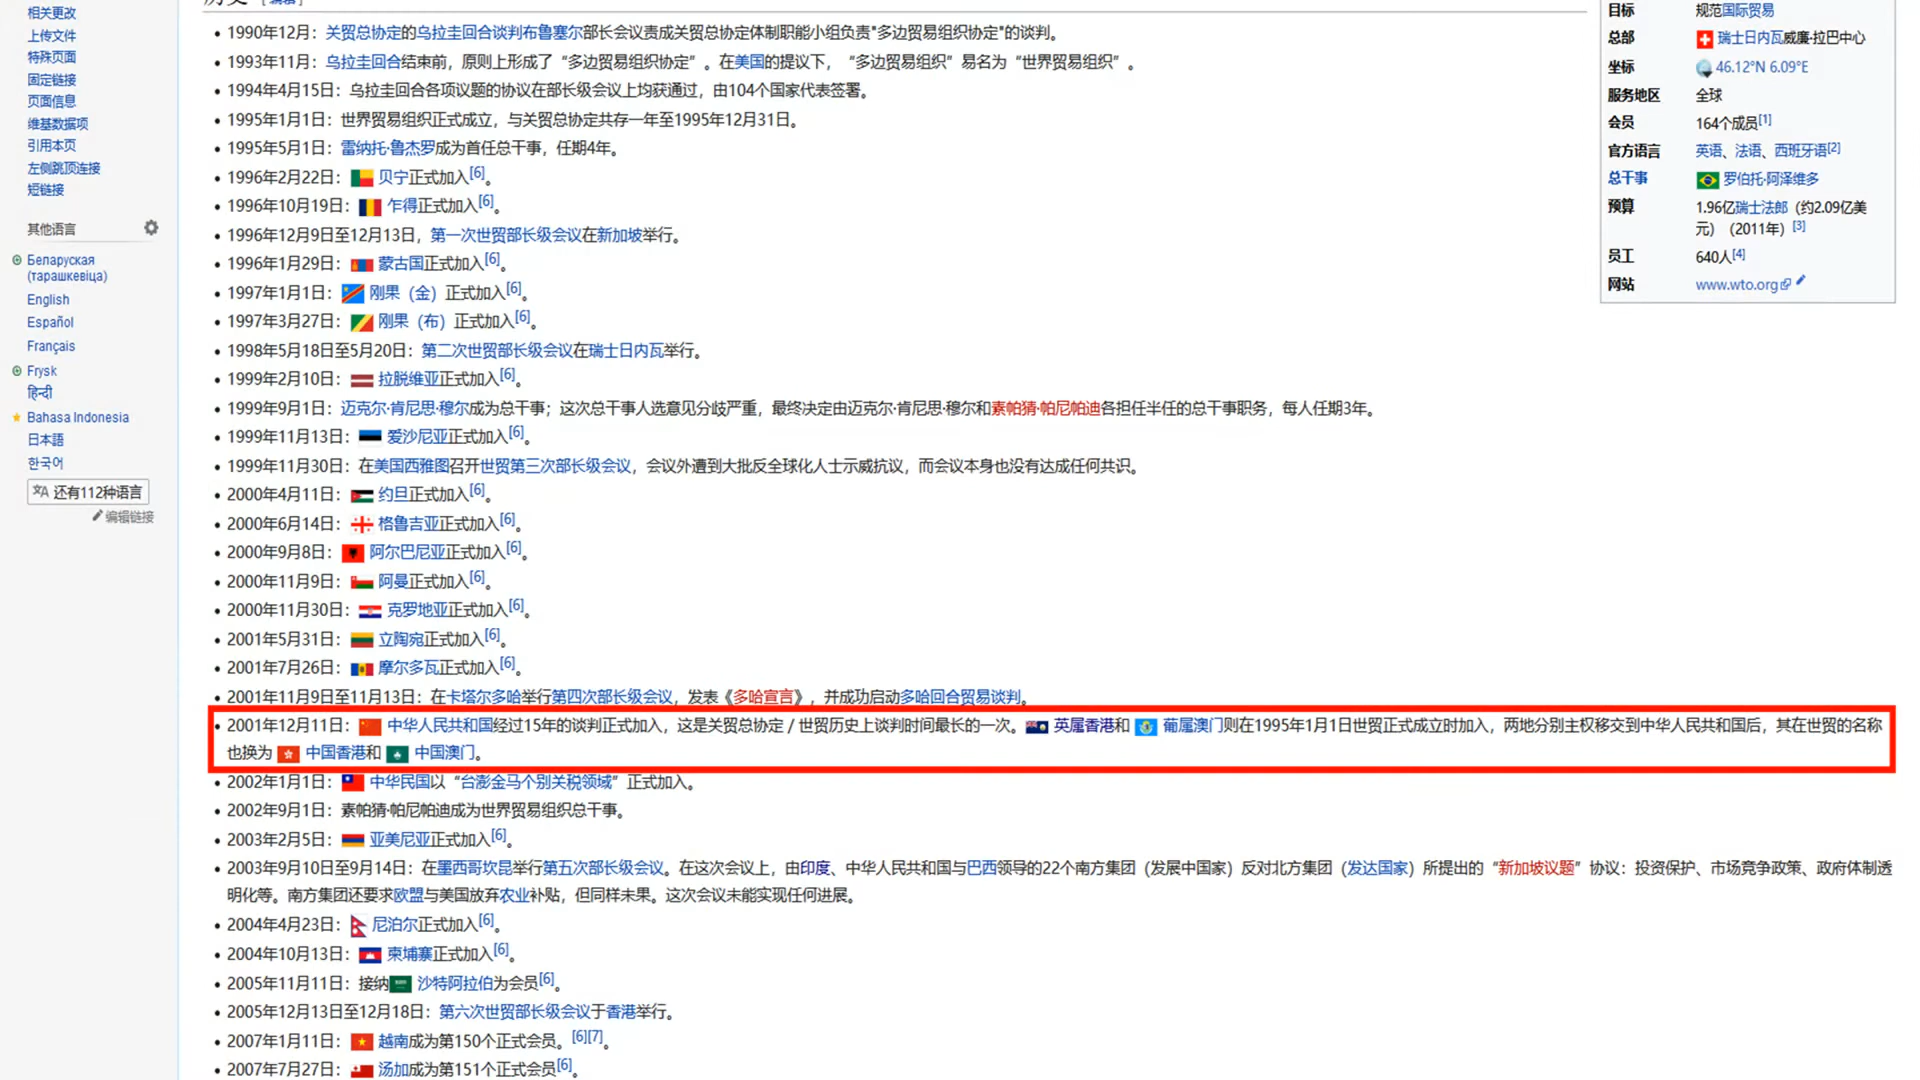 相关更改
上传文件
特殊页面
固定链接
页面信息
维基数据项
引用本页
左侧跳顶连接
短链接
其他语言
Беларуская
(тарашкевіца)
English
Español
Français
Frysk
हिन्दी
Bahasa Indonesia
日本語
한국어
还有112种语言
编辑链接
1990年12月：关贸总协定的乌拉圭回合谈判布鲁塞尔部长会议责成关贸总协定体制职能小组负责"多边贸易组织协定"的谈判。
1993年11月：乌拉圭回合结束前，原则上形成了“多边贸易组织协定”。在美国的提议下，“多边贸易组织”易名为“世界贸易组织”。
1994年4月15日：乌拉圭回合各项议题的协议在部长级会议上均获通过，由104个国家代表签署。
1995年1月1日：世界贸易组织正式成立，与关贸总协定共存一年至1995年12月31日。
1995年5月1日：雷纳托·鲁杰罗成为首任总干事，任期4年。
1996年2月22日：贝宁正式加入[6]。
1996年10月19日：乍得正式加入[6]。
1996年12月9日至12月13日，第一次世贸部长级会议在新加坡举行。
1996年1月29日：蒙古国正式加入[6]。
1997年1月1日：刚果（金）正式加入[6]。
1997年3月27日：刚果（布）正式加入[6]。
1998年5月18日至5月20日：第二次世贸部长级会议在瑞士日内瓦举行。
1999年2月10日：拉脱维亚正式加入[6]。
1999年9月1日：迈克尔·肯尼思·穆尔成为总干事；这次总干事人选意见分歧严重，最终决定由迈克尔·肯尼思·穆尔和素帕猜·帕尼帕迪各担任半任的总干事职务，每人任期3年。
1999年11月13日：爱沙尼亚正式加入[6]。
1999年11月30日：在美国西雅图召开世贸第三次部长级会议，会议外遭到大批反全球化人士示威抗议，而会议本身也没有达成任何共识。
2000年4月11日：约旦正式加入[6]。
2000年6月14日：格鲁吉亚正式加入[6]。
2000年9月8日：阿尔巴尼亚正式加入[6]。
2000年11月9日：阿曼正式加入[6]。
2000年11月30日：克罗地亚正式加入[6]。
2001年5月31日：立陶宛正式加入[6]。
2001年7月26日：摩尔多瓦正式加入[6]。
2001年11月9日至11月13日：在卡塔尔多哈举行第四次部长级会议，发表《多哈宣言》，并成功启动多哈回合贸易谈判。
2001年12月11日：中华人民共和国经过15年的谈判正式加入，这是关贸总协定 / 世贸历史上谈判时间最长的一次。英属香港和葡属澳门则在1995年1月1日世贸正式成立时加入，两地分别主权移交到中华人民共和国后，其在世贸的名称
也换为中国香港和中国澳门。
2002年1月1日：中华民国以“台澎金马个别关税领域”正式加入。
2002年9月1日：素帕猜·帕尼帕迪成为世界贸易组织总干事。
2003年2月5日：亚美尼亚正式加入[6]。
2003年9月10日至9月14日：在墨西哥坎昆举行第五次部长级会议。在这次会议上，由印度、中华人民共和国与巴西领导的22个南方集团（发展中国家）反对北方集团（发达国家）所提出的“新加坡议题”协议：投资保护、市场竞争政策、政府体制透
明化等。南方集团还要求欧盟与美国放弃农业补贴，但同样未果。这次会议未能实现任何进展。
2004年4月23日：尼泊尔正式加入[6]。
2004年10月13日：柬埔寨正式加入[6]。
2005年11月11日：接纳沙特阿拉伯为会员[6]。
2005年12月13日至12月18日：第六次世贸部长级会议于香港举行。
2007年1月11日：越南成为第150个正式会员。[6][7]。
2007年7月27日：汤加成为第151个正式会员[6]。
目标 规范国际贸易
总部 瑞士日内瓦威廉·拉巴中心
坐标 46.12°N 6.09°E
服务地区 全球
会员 164个成员[1]
官方语言 英语、法语、西班牙语[2]
总干事 罗伯托·阿泽维多
预算 1.96亿瑞士法郎（约2.09亿美
元）（2011年）[3]
员工 640人[4]
网站 www.wto.org